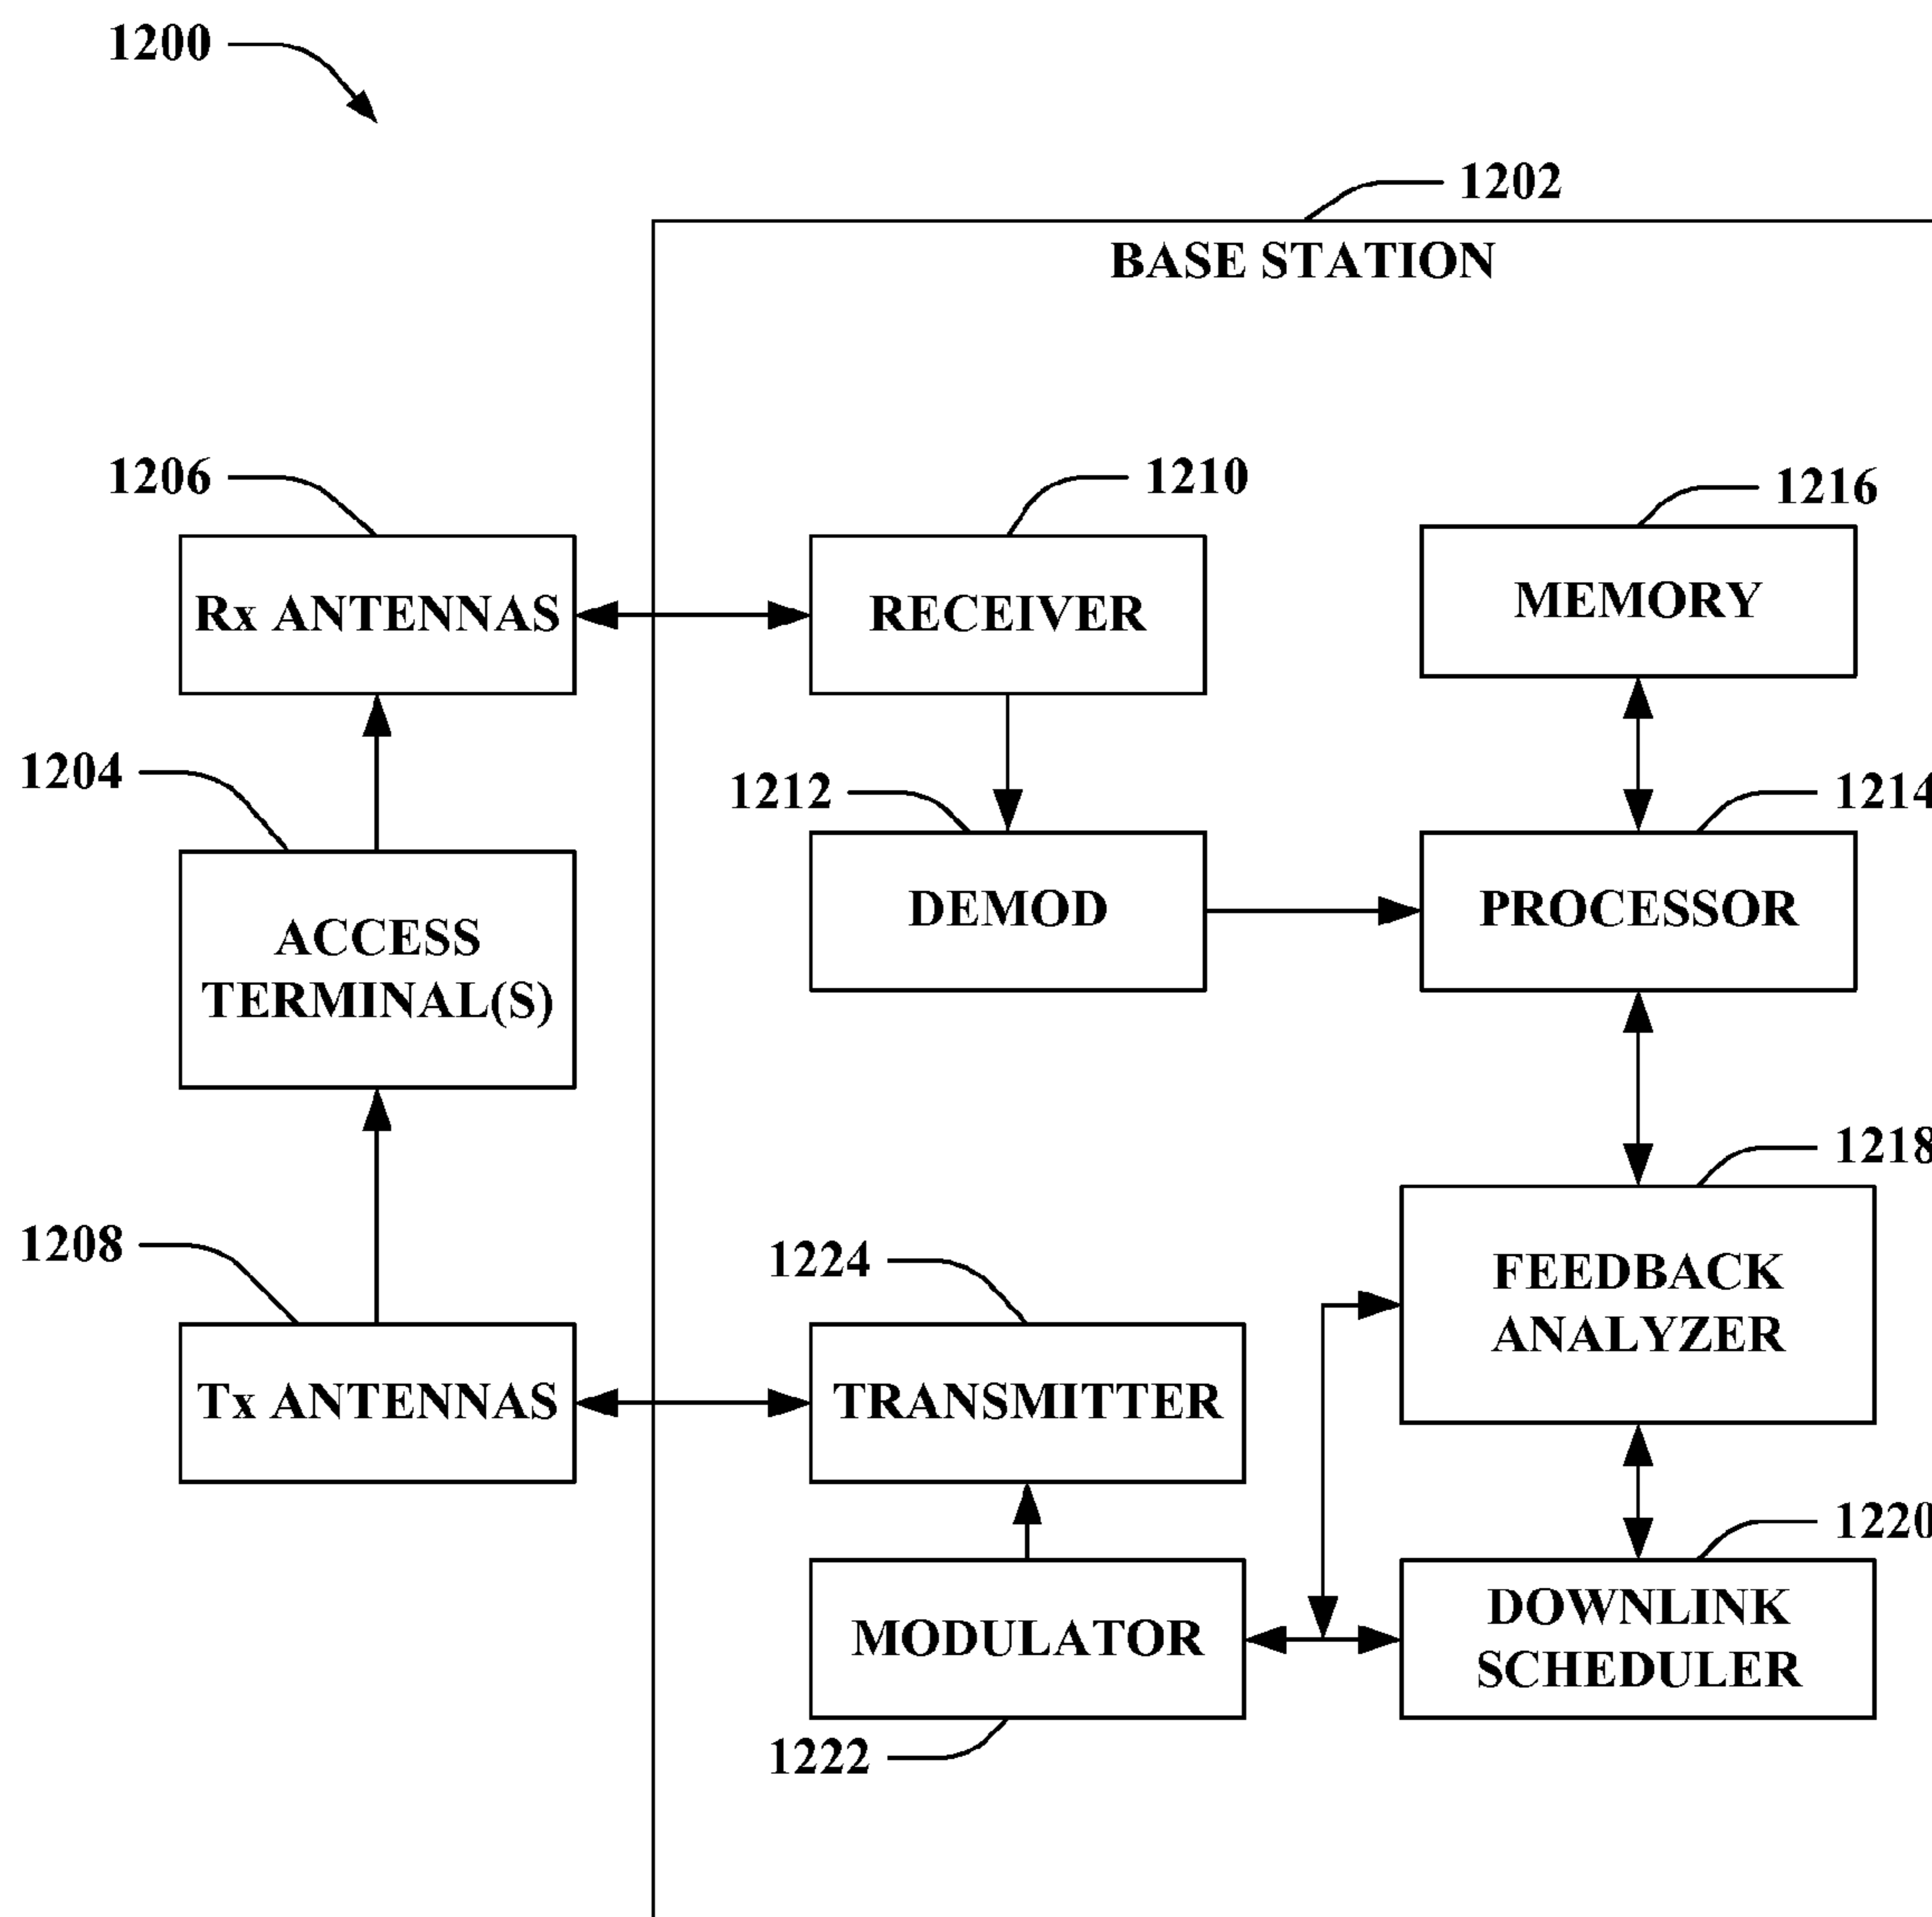 1200
1202
BASE STATION
1206
1210
1216
Rx ANTENNAS
RECEIVER
MEMORY
1204
1212
1214
ACCESS
TERMINAL(S)
DEMOD
PROCESSOR
1208
1224
1218
Tx ANTENNAS
TRANSMITTER
FEEDBACK
ANALYZER
1220
MODULATOR
DOWNLINK
SCHEDULER
1222